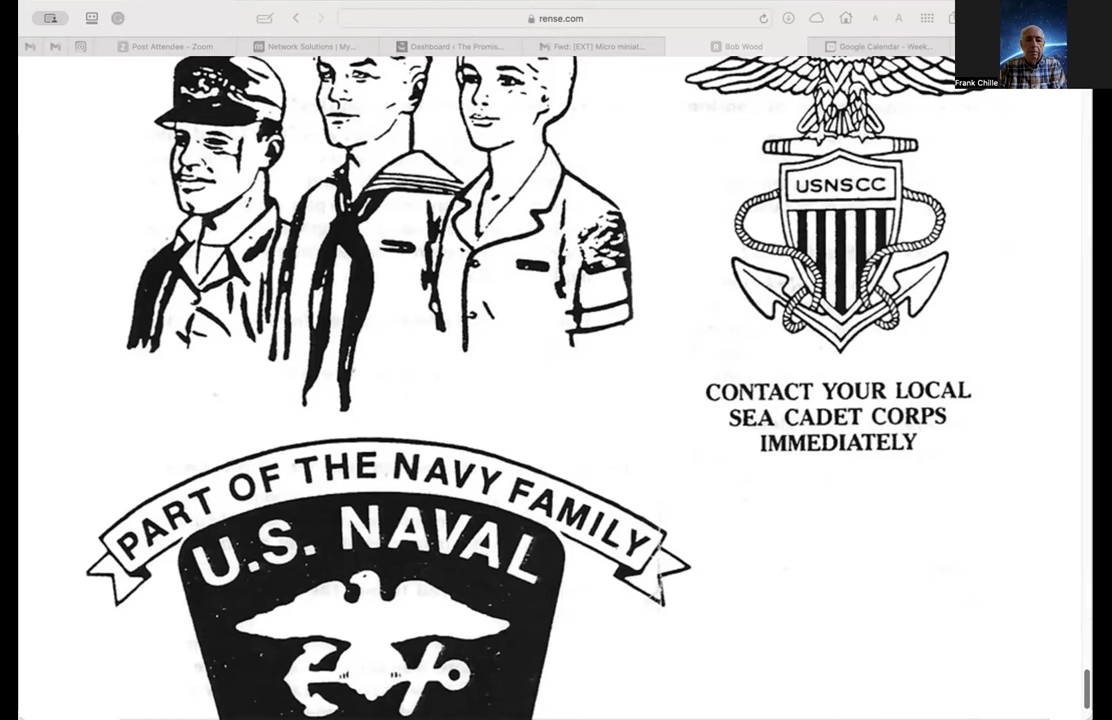 rense.com
A A
Post Attendee - Zoom
Network Solutions | My...
Dashboard ‹ The Promis...
Fwd: [EXT] Micro miniat...
Bob Wood
Google Calendar - Week...
Frank Chille
USNSCC
CONTACT YOUR LOCAL
SEA CADET CORPS
IMMEDIATELY
PART OF THE NAVY FAMILY
U.S. NAVAL